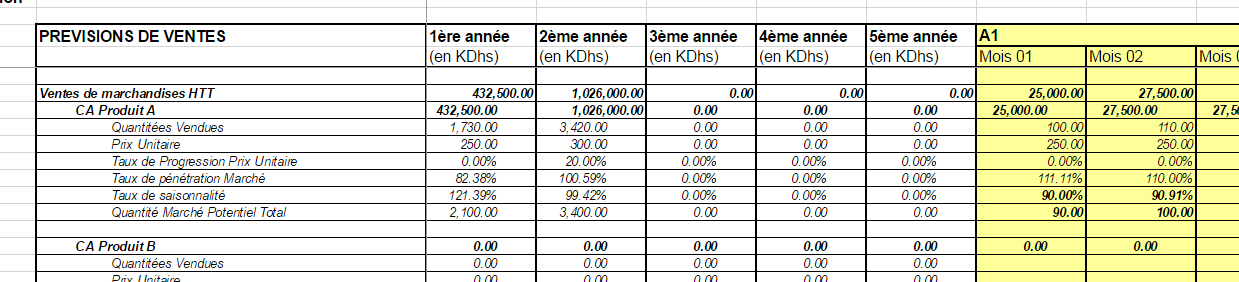 PREVISIONS DE VENTES 1ère année 2ème année 3ème année 4ème année 5ème année A1
(en KDhs) (en KDhs) (en KDhs) (en KDhs) (en KDhs) Mois 01 Mois 02 Mois
Ventes de marchandises HTT 432,500.00 1,026,000.00 0.00 0.00 0.00 25,000.00 27,500.00
CA Produit A 432,500.00 1,026,000.00 0.00 0.00 0.00 25,000.00 27,500.00 27,5
Quantitées Vendues 1,730.00 3,420.00 0.00 0.00 0.00 100.00 110.00
Prix Unitaire 250.00 300.00 0.00 0.00 0.00 250.00 250.00
Taux de Progression Prix Unitaire 0.00% 20.00% 0.00% 0.00% 0.00% 0.00% 0.00%
Taux de pénétration Marché 82.38% 100.59% 0.00% 0.00% 0.00% 111.11% 110.00%
Taux de saisonnalité 121.39% 99.42% 0.00% 0.00% 0.00% 90.00% 90.91%
Quantité Marché Potentiel Total 2,100.00 3,400.00 0.00 0.00 0.00 90.00 100.00
CA Produit B 0.00 0.00 0.00 0.00 0.00 0.00 0.00
Quantitées Vendues 0.00 0.00 0.00 0.00 0.00
Prix Unitaire 0.00 0.00 0.00 0.00 0.00